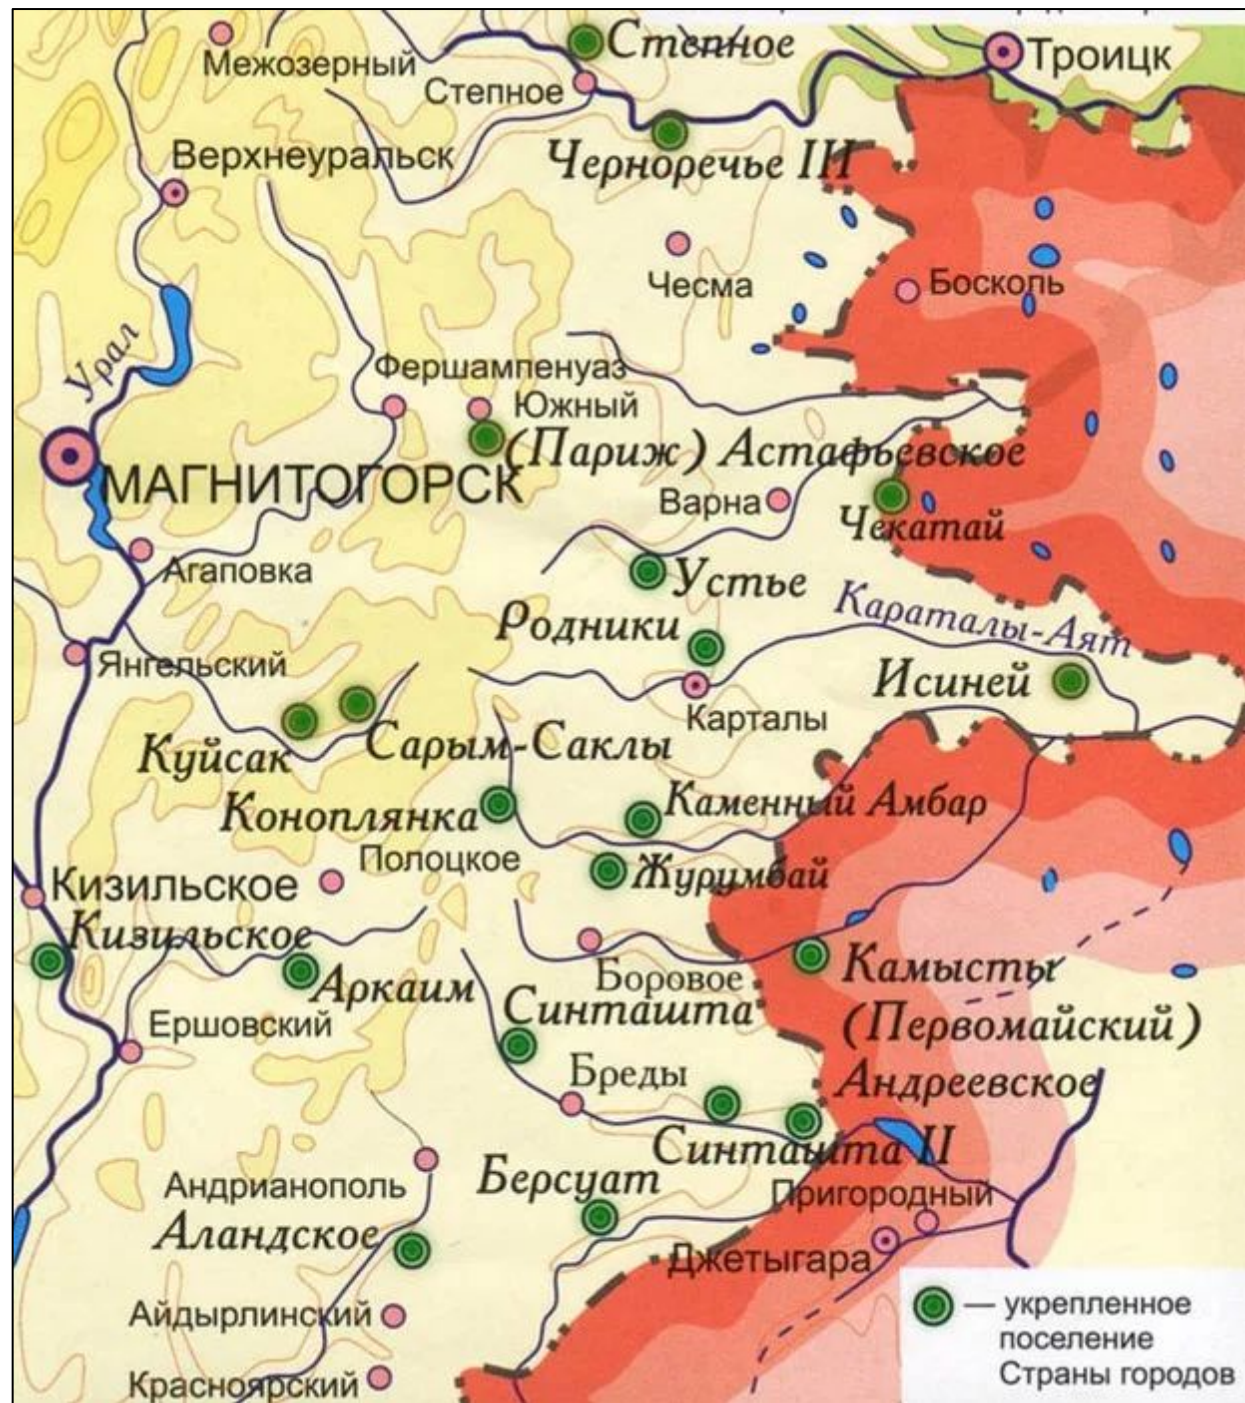 Степное
Троицк
Межозерный
Степное
Верхнеуральск
Черноречье III
Чесма
Босколь
Урал
Фершампенуаз
Южный
(Париж) Астафьевское
МАГНИТОГОРСК
Варна
Чекатай
Агаповка
Устье
Родники
Караталы-Аят
Янгельский
Исиней
Карталы
Куйсак
Сарым-Саклы
Коноплянка
Каменный Амбар
Полоцкое
Журумбай
Кизильское
Кизильское
Аркаим
Боровое
Камысты
Синташта
(Первомайский)
Ершовский
Бреды
Андреевское
Синташта II
Берсуат
Андрианополь
Пригородный
Аландское
Джетыгара
Айдырлинский
Красноярский
— укрепленное
поселение
Страны городов